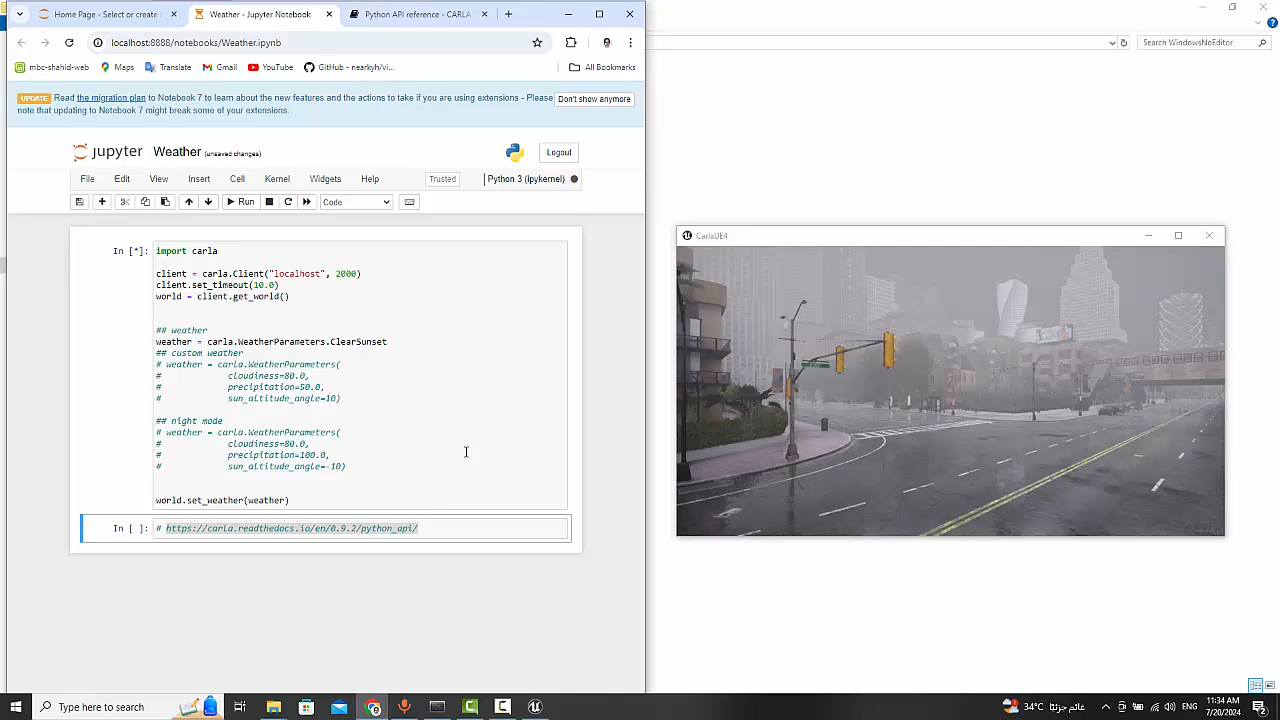 Home Page - Select or create
Weather - Jupyter Notebook
Python API reference - CARLA
localhost:8888/notebooks/Weather.ipynb
Search WindowsNoEditor
mbc-shahid-web
Maps
Translate
Gmail
YouTube
GitHub - nearkyh/vi...
All Bookmarks
UPDATE Read the migration plan to Notebook 7 to learn about the new features and the actions to take if you are using extensions - Please
note that updating to Notebook 7 might break some of your extensions.
Don't show anymore
jupyter Weather (unsaved changes)
Logout
File Edit View Insert Cell Kernel Widgets Help
Trusted
Python 3 (ipykernel)
Run
Code
In [*]: import carla
client = carla.Client("localhost", 2000)
client.set_timeout(10.0)
world = client.get_world()
## weather
weather = carla.WeatherParameters.ClearSunset
## custom weather
# weather = carla.WeatherParameters(
# cloudiness=80.0,
# precipitation=50.0,
# sun_altitude_angle=10)
## night mode
# weather = carla.WeatherParameters(
# cloudiness=80.0,
# precipitation=100.0,
# sun_altitude_angle=-10)
world.set_weather(weather)
In [ ]: # https://carla.readthedocs.io/en/0.9.2/python_api/
CarlaUE4
Type here to search
34°C غائم جزئيًا
ENG
11:34 AM
7/20/2024
2